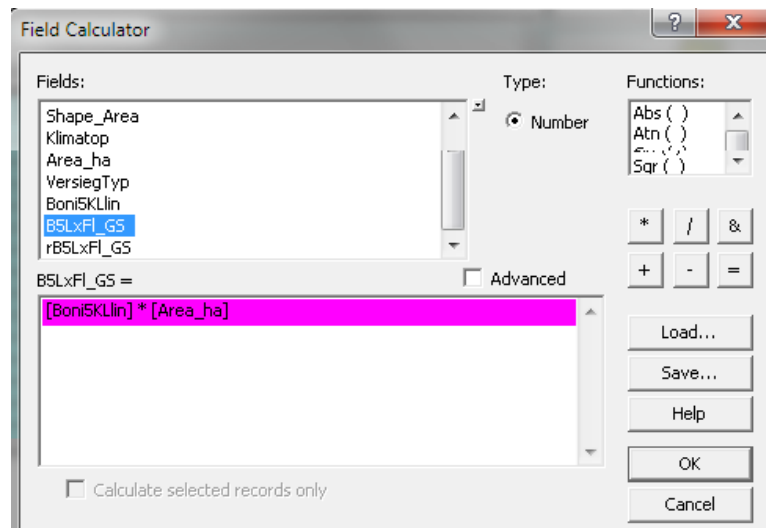 Field Calculator
Fields:
Type:
Functions:
Shape_Area
Klimatop
Area_ha
VersiegTyp
Boni5KLlin
B5LxFl_GS
rB5LxFl_GS
Number
Abs ( )
Atn ( )
Sqr ( )
* / &
+ - =
B5LxFl_GS =
Advanced
[Boni5KLlin] * [Area_ha]
Load...
Save...
Help
OK
Cancel
Calculate selected records only